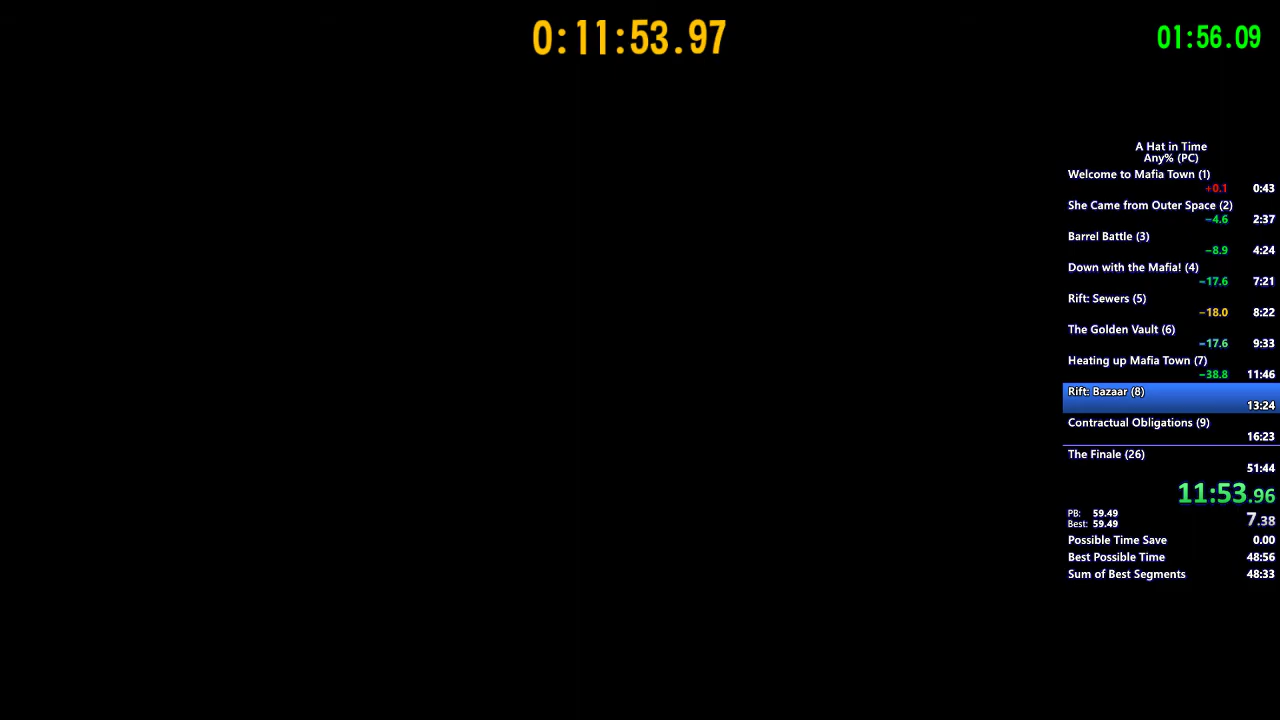 0:11:53.97
01:56.09
A Hat in Time
Any% (PC)
Welcome to Mafia Town (1)
+0.1 0:43
She Came from Outer Space (2)
−4.6 2:37
Barrel Battle (3)
−8.9 4:24
Down with the Mafia! (4)
−17.6 7:21
Rift: Sewers (5)
−18.0 8:22
The Golden Vault (6)
−17.6 9:33
Heating up Mafia Town (7)
−38.8 11:46
Rift: Bazaar (8)
13:24
Contractual Obligations (9)
16:23
The Finale (26)
51:44
11:53.96
PB: 59.49
Best: 59.49
7.38
Possible Time Save 0.00
Best Possible Time 48:56
Sum of Best Segments 48:33